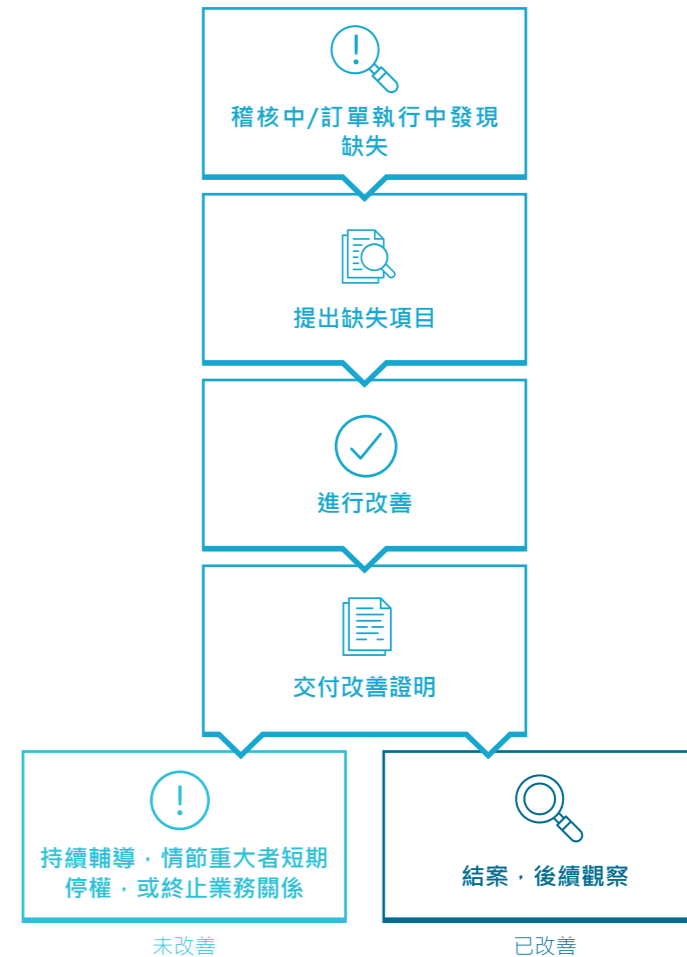 稽核中/訂單執行中發現
缺失
提出缺失項目
進行改善
交付改善證明
持續輔導，情節重大者短期
停權，或終止業務關係
結案，後續觀察
未改善
已改善